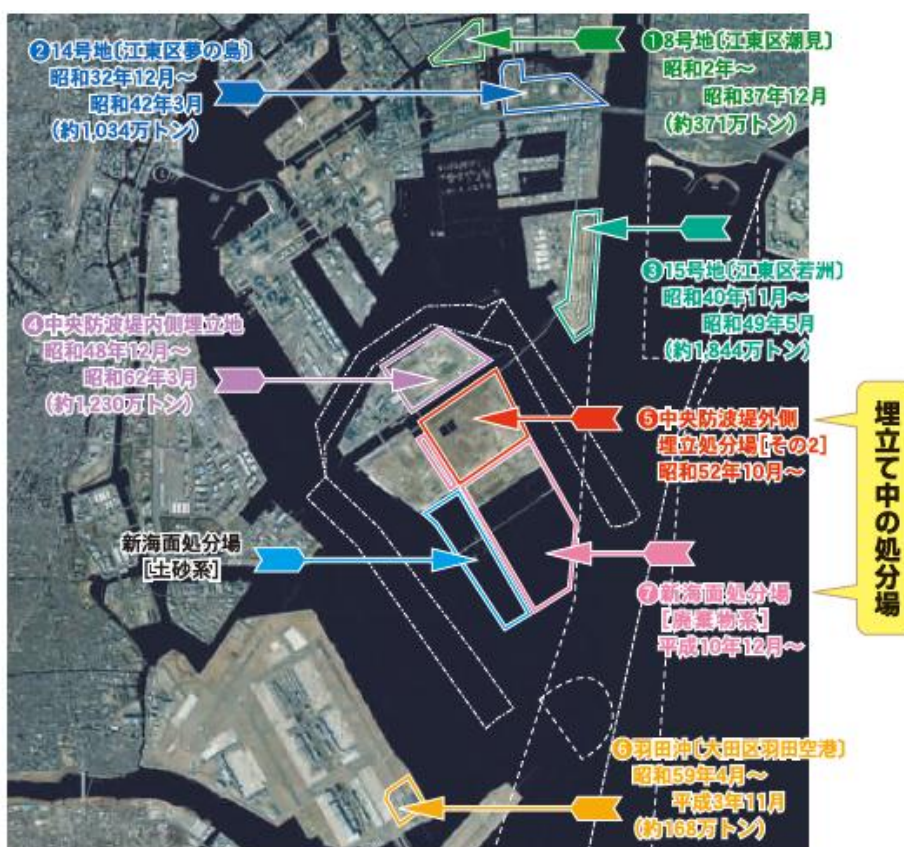 ❶8号地〔江東区潮見〕
昭和2年〜
昭和37年12月
(約371万トン)
❷14号地〔江東区夢の島〕
昭和32年12月〜
昭和42年3月
(約1,034万トン)
❸15号地〔江東区若洲〕
昭和40年11月〜
昭和49年5月
(約1,844万トン)
❹中央防波堤内側埋立地
昭和48年12月〜
昭和62年3月
(約1,230万トン)
❺中央防波堤外側
埋立処分場[その2]
昭和52年10月〜
埋立て中の処分場
新海面処分場
[土砂系]
❼新海面処分場
[廃棄物系]
平成10年12月〜
❻羽田沖〔大田区羽田空港〕
昭和59年4月〜
平成3年11月
(約168万トン)